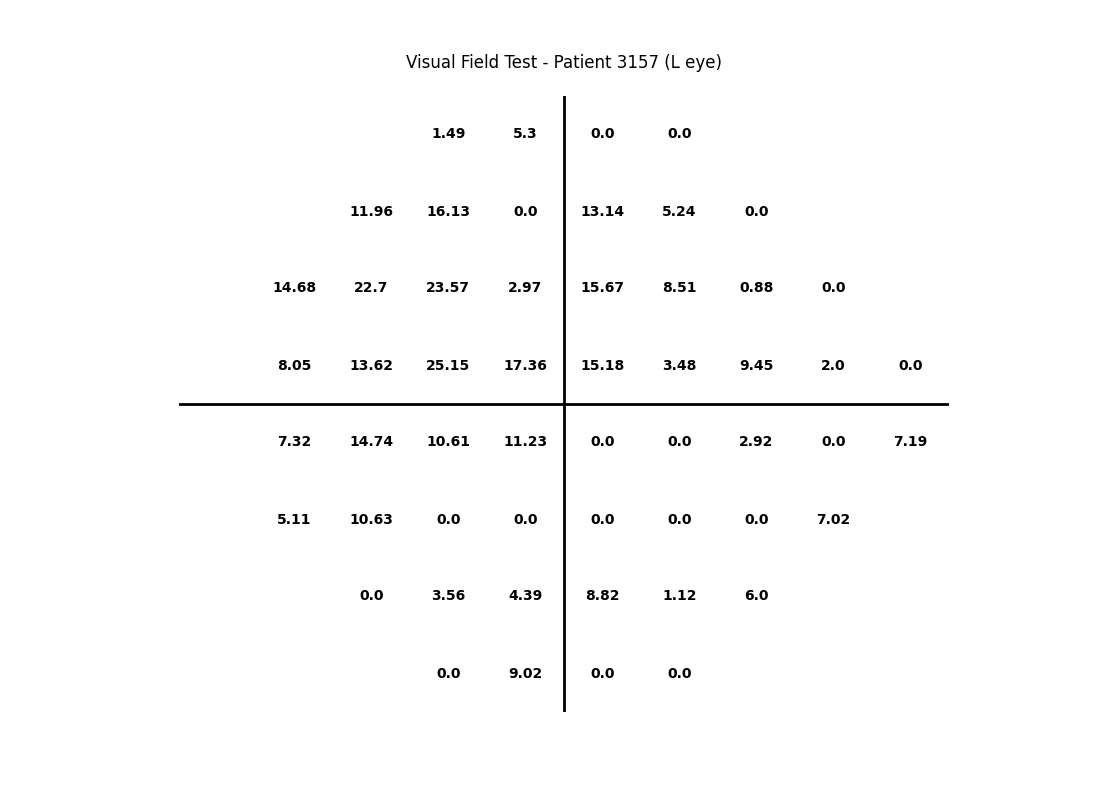 Visual Field Test - Patient 3157 (L eye)
1.49 5.3 0.0 0.0
11.96 16.13 0.0 13.14 5.24 0.0
14.68 22.7 23.57 2.97 15.67 8.51 0.88 0.0
8.05 13.62 25.15 17.36 15.18 3.48 9.45 2.0 0.0
7.32 14.74 10.61 11.23 0.0 0.0 2.92 0.0 7.19
5.11 10.63 0.0 0.0 0.0 0.0 0.0 7.02
0.0 3.56 4.39 8.82 1.12 6.0
0.0 9.02 0.0 0.0